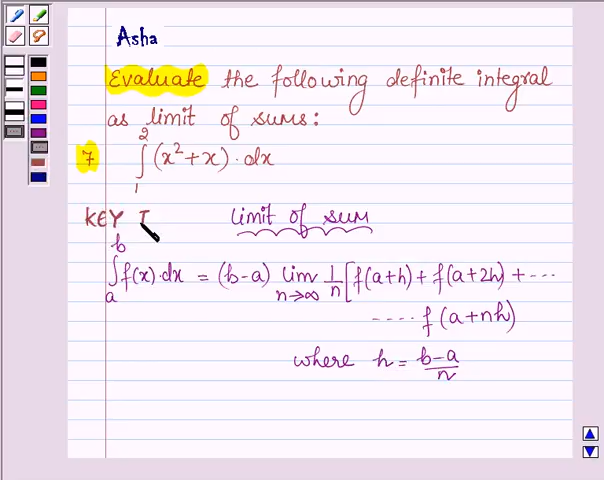 Asha
Evaluate the following definite integral
as limit of sums:
7 ∫₁² (x² + x) · dx
KEY I
limit of sum
∫ₐᵇ f(x) · dx = (b-a) lim n→∞ 1/n [f(a+h) + f(a+2h) + ....
..... f(a+nh)
where h = b-a/n